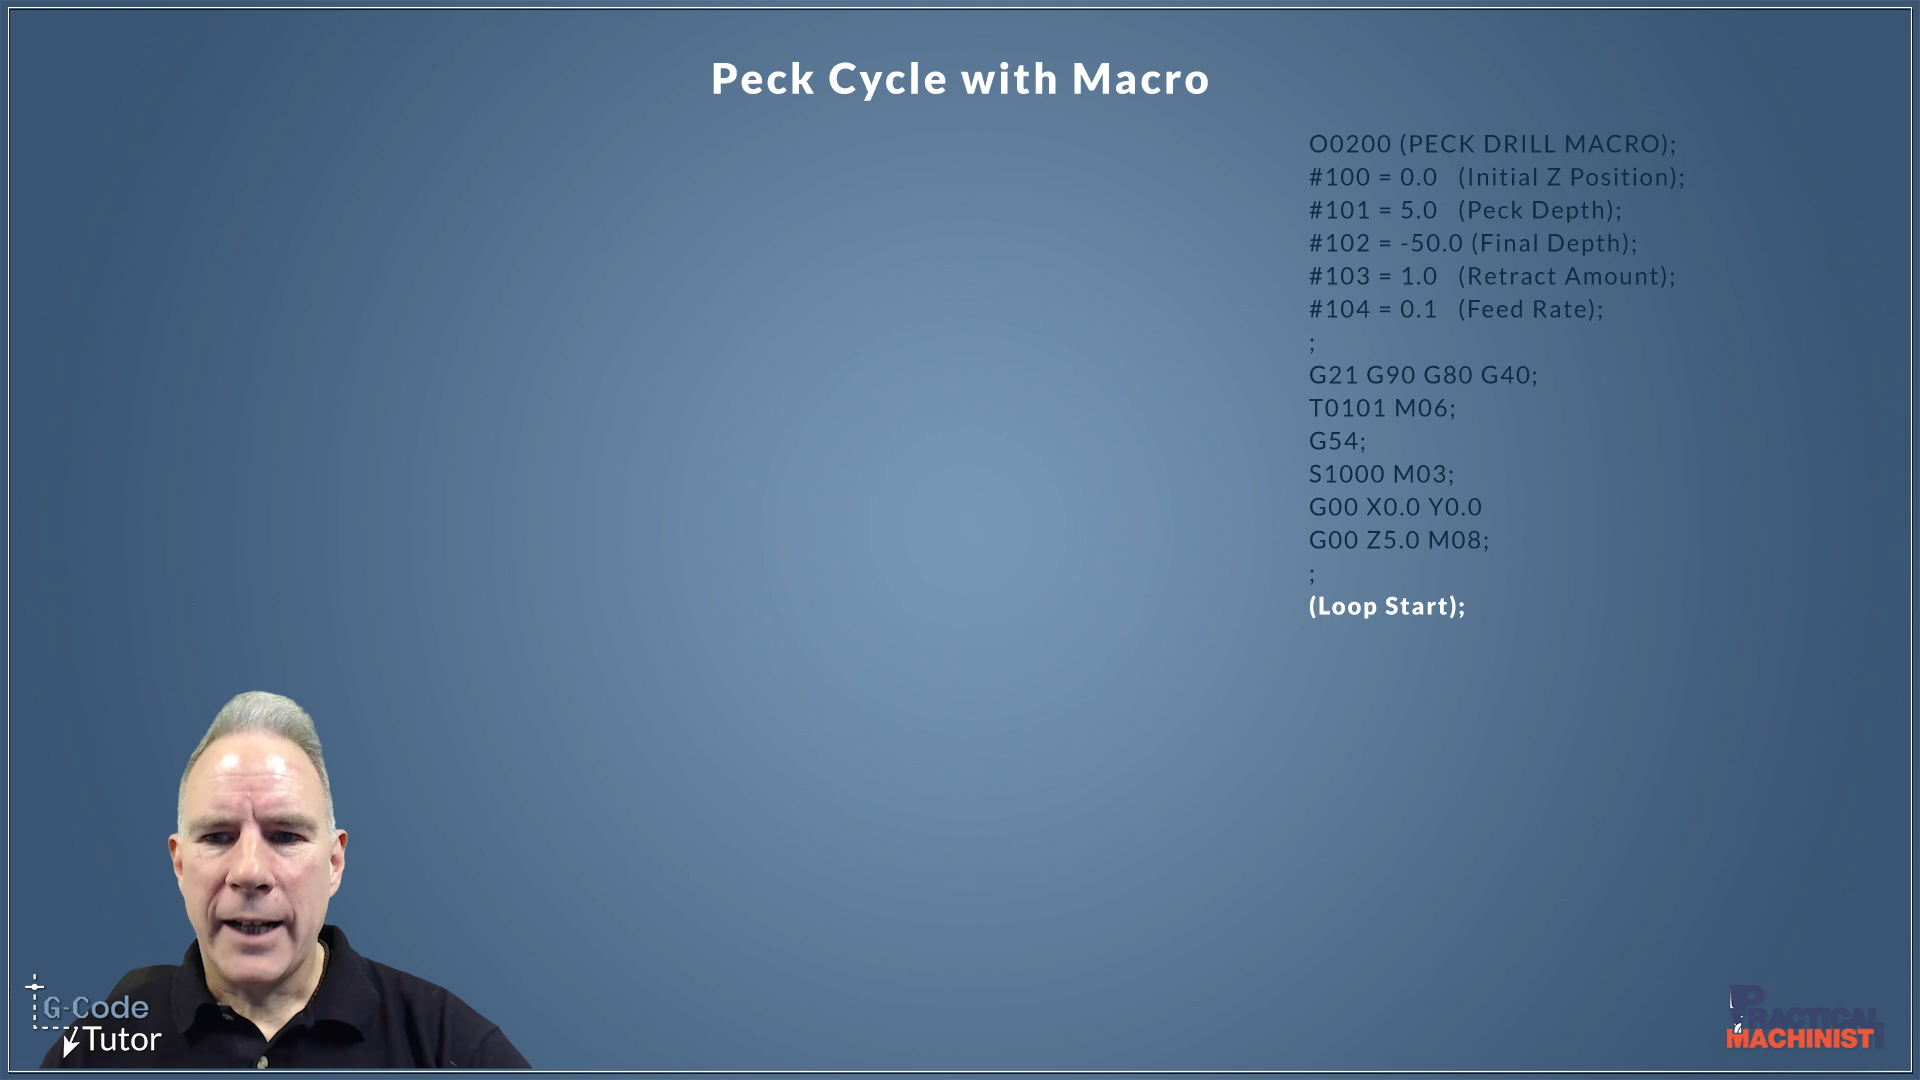 Peck Cycle with Macro
O0200 (PECK DRILL MACRO);
#100 = 0.0 (Initial Z Position);
#101 = 5.0 (Peck Depth);
#102 = -50.0 (Final Depth);
#103 = 1.0 (Retract Amount);
#104 = 0.1 (Feed Rate);
;
G21 G90 G80 G40;
T0101 M06;
G54;
S1000 M03;
G00 X0.0 Y0.0
G00 Z5.0 M08;
;
(Loop Start);
G-Code
Tutor
PRACTICAL
MACHINIST